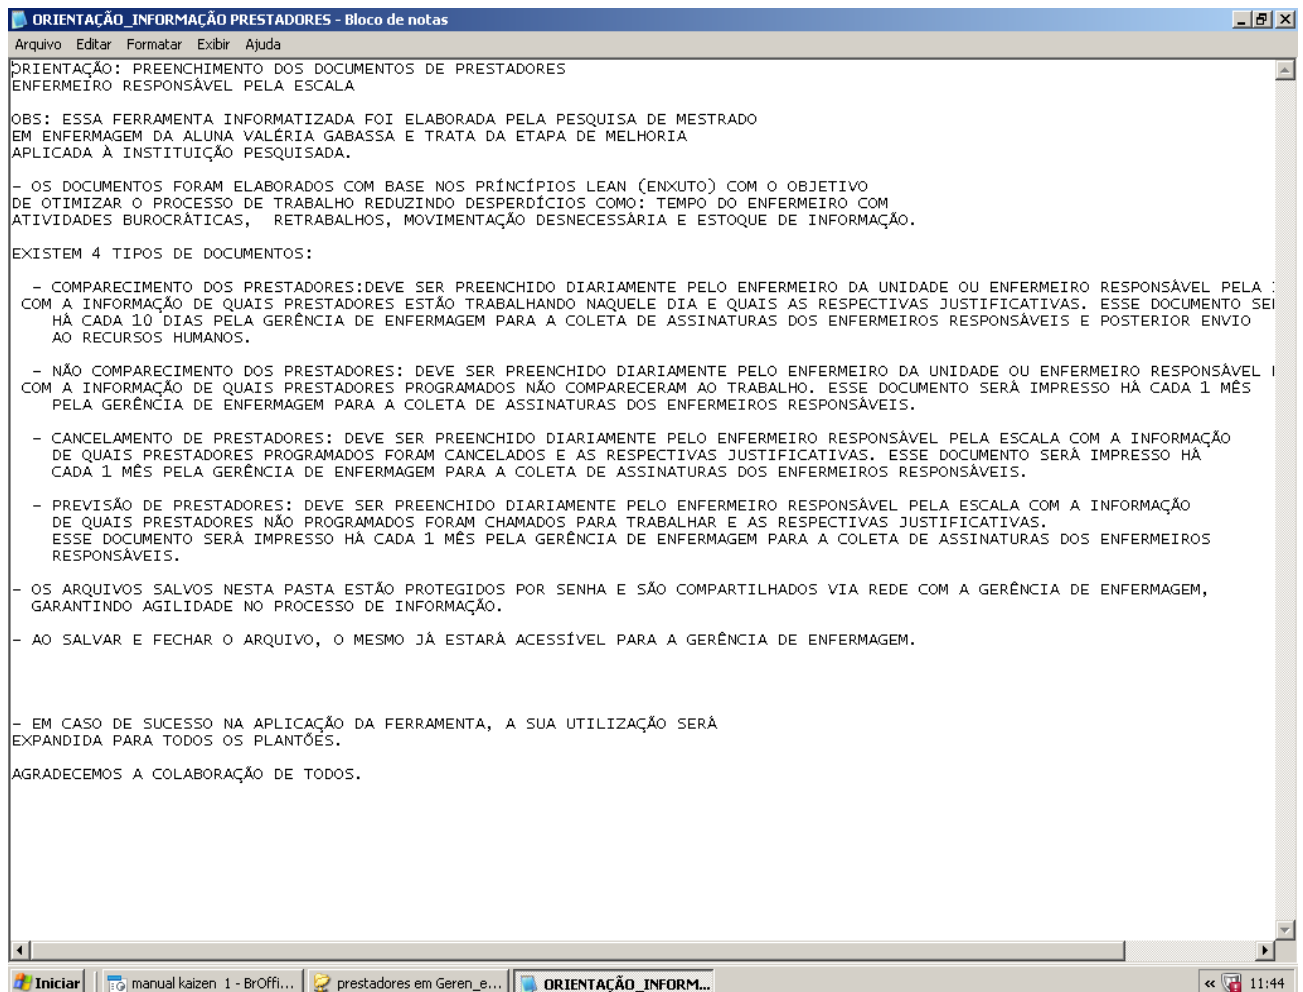 ORIENTAÇÃO_INFORMAÇÃO PRESTADORES - Bloco de notas
Arquivo Editar Formatar Exibir Ajuda
ORIENTAÇÃO: PREENCHIMENTO DOS DOCUMENTOS DE PRESTADORES
ENFERMEIRO RESPONSÁVEL PELA ESCALA
OBS: ESSA FERRAMENTA INFORMATIZADA FOI ELABORADA PELA PESQUISA DE MESTRADO
EM ENFERMAGEM DA ALUNA VALÉRIA GABASSA E TRATA DA ETAPA DE MELHORIA
APLICADA À INSTITUIÇÃO PESQUISADA.
- OS DOCUMENTOS FORAM ELABORADOS COM BASE NOS PRÍNCÍPIOS LEAN (ENXUTO) COM O OBJETIVO
DE OTIMIZAR O PROCESSO DE TRABALHO REDUZINDO DESPERDÍCIOS COMO: TEMPO DO ENFERMEIRO COM
ATIVIDADES BUROCRÁTICAS, RETRABALHOS, MOVIMENTAÇÃO DESNECESSÁRIA E ESTOQUE DE INFORMAÇÃO.
EXISTEM 4 TIPOS DE DOCUMENTOS:
- COMPARECIMENTO DOS PRESTADORES:DEVE SER PREENCHIDO DIARIAMENTE PELO ENFERMEIRO DA UNIDADE OU ENFERMEIRO RESPONSÁVEL PELA
COM A INFORMAÇÃO DE QUAIS PRESTADORES ESTÃO TRABALHANDO NAQUELE DIA E QUAIS AS RESPECTIVAS JUSTIFICATIVAS. ESSE DOCUMENTO SE
HÁ CADA 10 DIAS PELA GERÊNCIA DE ENFERMAGEM PARA A COLETA DE ASSINATURAS DOS ENFERMEIROS RESPONSÁVEIS E POSTERIOR ENVIO
AO RECURSOS HUMANOS.
- NÃO COMPARECIMENTO DOS PRESTADORES: DEVE SER PREENCHIDO DIARIAMENTE PELO ENFERMEIRO DA UNIDADE OU ENFERMEIRO RESPONSÁVEL
COM A INFORMAÇÃO DE QUAIS PRESTADORES PROGRAMADOS NÃO COMPARECERAM AO TRABALHO. ESSE DOCUMENTO SERÁ IMPRESSO HÁ CADA 1 MÊS
PELA GERÊNCIA DE ENFERMAGEM PARA A COLETA DE ASSINATURAS DOS ENFERMEIROS RESPONSÁVEIS.
- CANCELAMENTO DE PRESTADORES: DEVE SER PREENCHIDO DIARIAMENTE PELO ENFERMEIRO RESPONSÁVEL PELA ESCALA COM A INFORMAÇÃO
DE QUAIS PRESTADORES PROGRAMADOS FORAM CANCELADOS E AS RESPECTIVAS JUSTIFICATIVAS. ESSE DOCUMENTO SERÁ IMPRESSO HÁ
CADA 1 MÊS PELA GERÊNCIA DE ENFERMAGEM PARA A COLETA DE ASSINATURAS DOS ENFERMEIROS RESPONSÁVEIS.
- PREVISÃO DE PRESTADORES: DEVE SER PREENCHIDO DIARIAMENTE PELO ENFERMEIRO RESPONSÁVEL PELA ESCALA COM A INFORMAÇÃO
DE QUAIS PRESTADORES NÃO PROGRAMADOS FORAM CHAMADOS PARA TRABALHAR E AS RESPECTIVAS JUSTIFICATIVAS.
ESSE DOCUMENTO SERÁ IMPRESSO HÁ CADA 1 MÊS PELA GERÊNCIA DE ENFERMAGEM PARA A COLETA DE ASSINATURAS DOS ENFERMEIROS
RESPONSÁVEIS.
- OS ARQUIVOS SALVOS NESTA PASTA ESTÃO PROTEGIDOS POR SENHA E SÃO COMPARTILHADOS VIA REDE COM A GERÊNCIA DE ENFERMAGEM,
GARANTINDO AGILIDADE NO PROCESSO DE INFORMAÇÃO.
- AO SALVAR E FECHAR O ARQUIVO, O MESMO JÁ ESTARÁ ACESSÍVEL PARA A GERÊNCIA DE ENFERMAGEM.
- EM CASO DE SUCESSO NA APLICAÇÃO DA FERRAMENTA, A SUA UTILIZAÇÃO SERÁ
EXPANDIDA PARA TODOS OS PLANTÕES.
AGRADECEMOS A COLABORAÇÃO DE TODOS.
Iniciar manual kaizen 1 - BrOffi... prestadores em Geren_e... ORIENTAÇÃO_INFORM... « 11:44